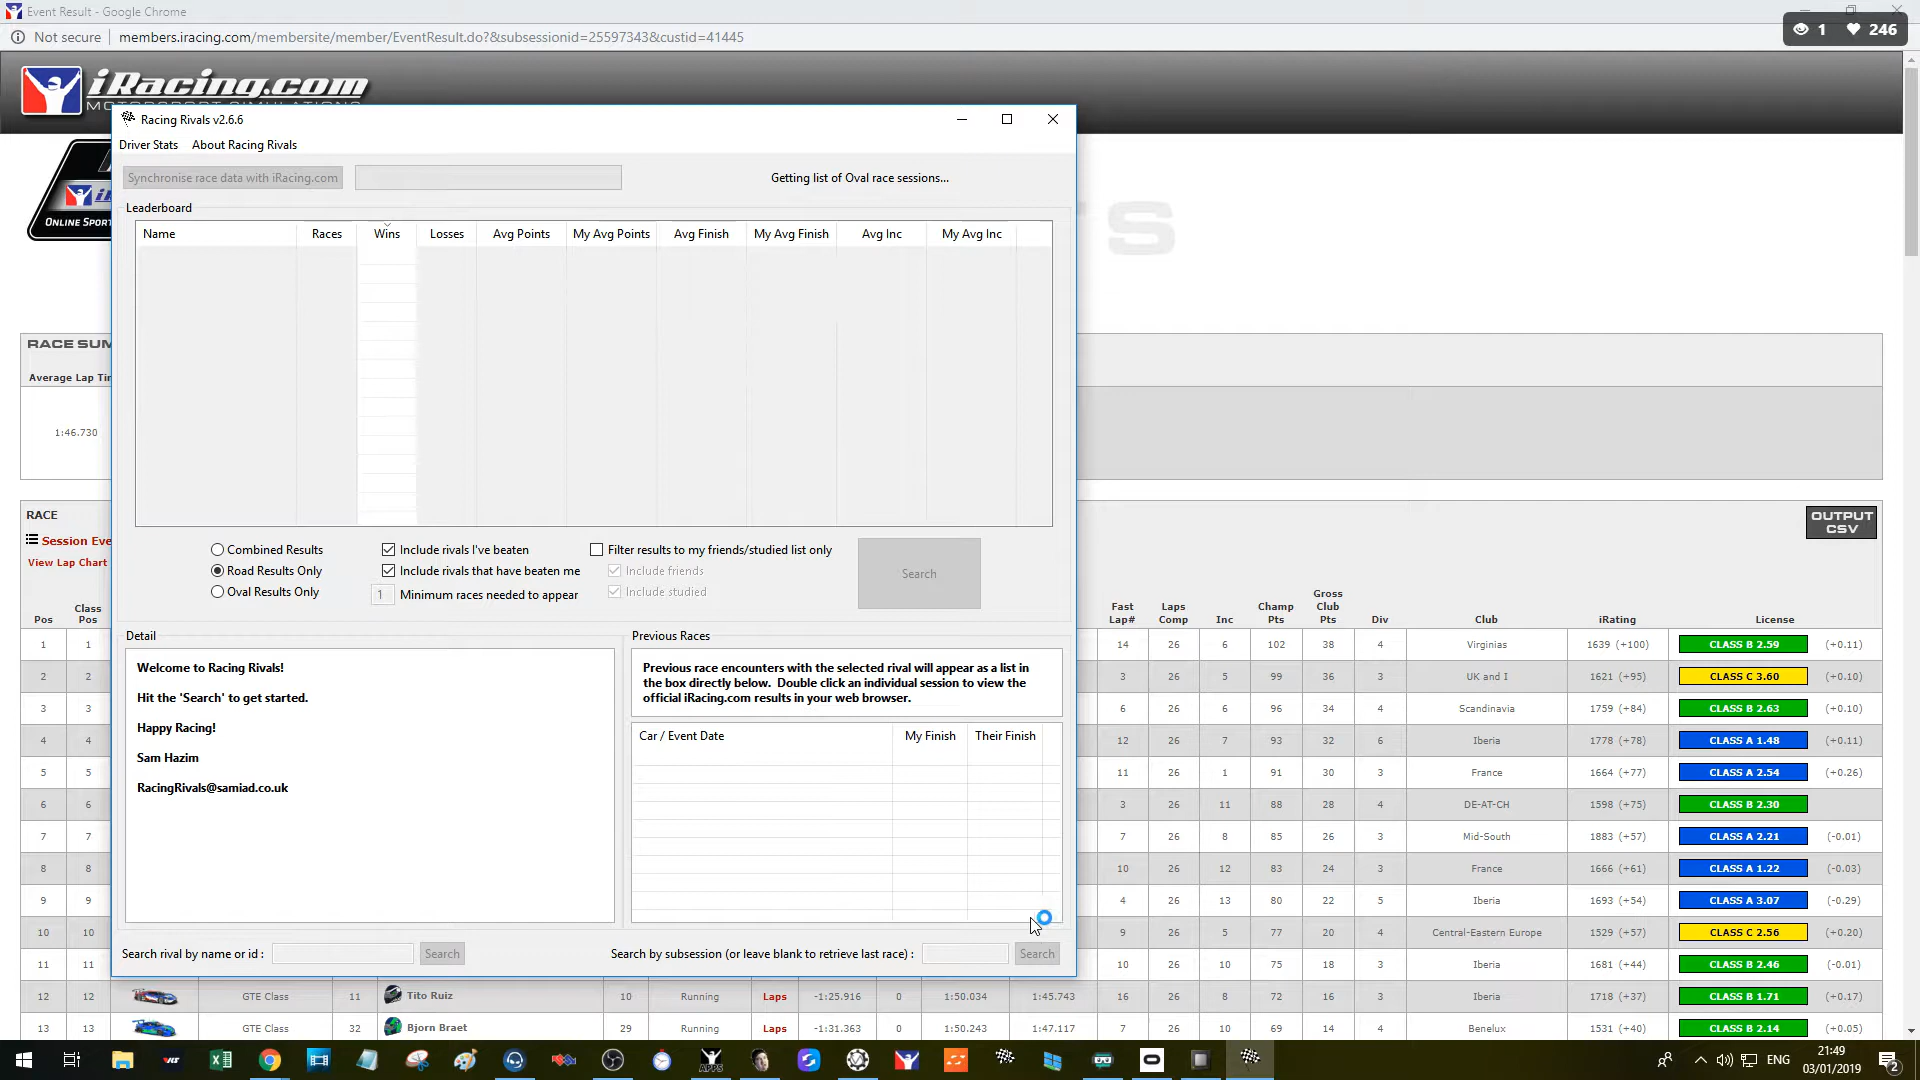 Event Result - Google Chrome
Not secure | members.iracing.com/membersite/member/EventResult.do?&subsessionid=25597343&custid=41445
1 246
iRacing.com
MOTORSPORT SIMULATIONS
ONLINE SPOR
TS
Racing Rivals v2.6.6
Driver Stats About Racing Rivals
Synchronise race data with iRacing.com Getting list of Oval race sessions...
Leaderboard
Name Races Wins Losses Avg Points My Avg Points Avg Finish My Avg Finish Avg Inc My Avg Inc
Combined Results
Road Results Only
Oval Results Only
Include rivals I've beaten
Include rivals that have beaten me
1 Minimum races needed to appear
Filter results to my friends/studied list only
Include friends
Include studied
Search
Detail
Welcome to Racing Rivals!
Hit the 'Search' to get started.
Happy Racing!
Sam Hazim
RacingRivals@samiad.co.uk
Previous Races
Previous race encounters with the selected rival will appear as a list in
the box directly below. Double click an individual session to view the
official iRacing.com results in your web browser.
Car / Event Date My Finish Their Finish
Search rival by name or id : Search
Search by subsession (or leave blank to retrieve last race) : Search
RACE SUM
Average Lap Tim
1:46.730
RACE
Session Eve
View Lap Chart
OUTPUT
CSV
Pos Class Pos Fast Lap# Laps Comp Inc Champ Pts Gross Club Pts Div Club iRating License
1 1 14 26 6 102 38 4 Virginias 1639 (+100) CLASS B 2.59 (+0.11)
2 2 3 26 5 99 36 3 UK and I 1621 (+95) CLASS C 3.60 (+0.10)
3 3 6 26 6 96 34 4 Scandinavia 1759 (+84) CLASS B 2.63 (+0.10)
4 4 12 26 7 93 32 6 Iberia 1778 (+78) CLASS A 1.48 (+0.11)
5 5 11 26 1 91 30 3 France 1664 (+77) CLASS A 2.54 (+0.26)
6 6 3 26 11 88 28 4 DE-AT-CH 1598 (+75) CLASS B 2.30
7 7 7 26 8 85 26 3 Mid-South 1883 (+57) CLASS A 2.21 (-0.01)
8 8 10 26 12 83 24 3 France 1666 (+61) CLASS A 1.22 (-0.03)
9 9 4 26 13 80 22 5 Iberia 1693 (+54) CLASS A 3.07 (-0.29)
10 10 9 26 5 77 20 4 Central-Eastern Europe 1529 (+57) CLASS C 2.56 (+0.20)
11 11 10 26 10 75 18 3 Iberia 1681 (+44) CLASS B 2.46 (-0.01)
12 12 GTE Class 11 Tito Ruiz 10 Running Laps -1:25.916 0 1:50.034 1:45.743 16 26 8 72 16 3 Iberia 1718 (+37) CLASS B 1.71 (+0.17)
13 13 GTE Class 32 Bjorn Braet 29 Running Laps -1:31.363 0 1:50.243 1:47.117 7 26 10 69 14 4 Benelux 1531 (+40) CLASS B 2.14 (+0.05)
APPS
ENG
21:49
03/01/2019
2